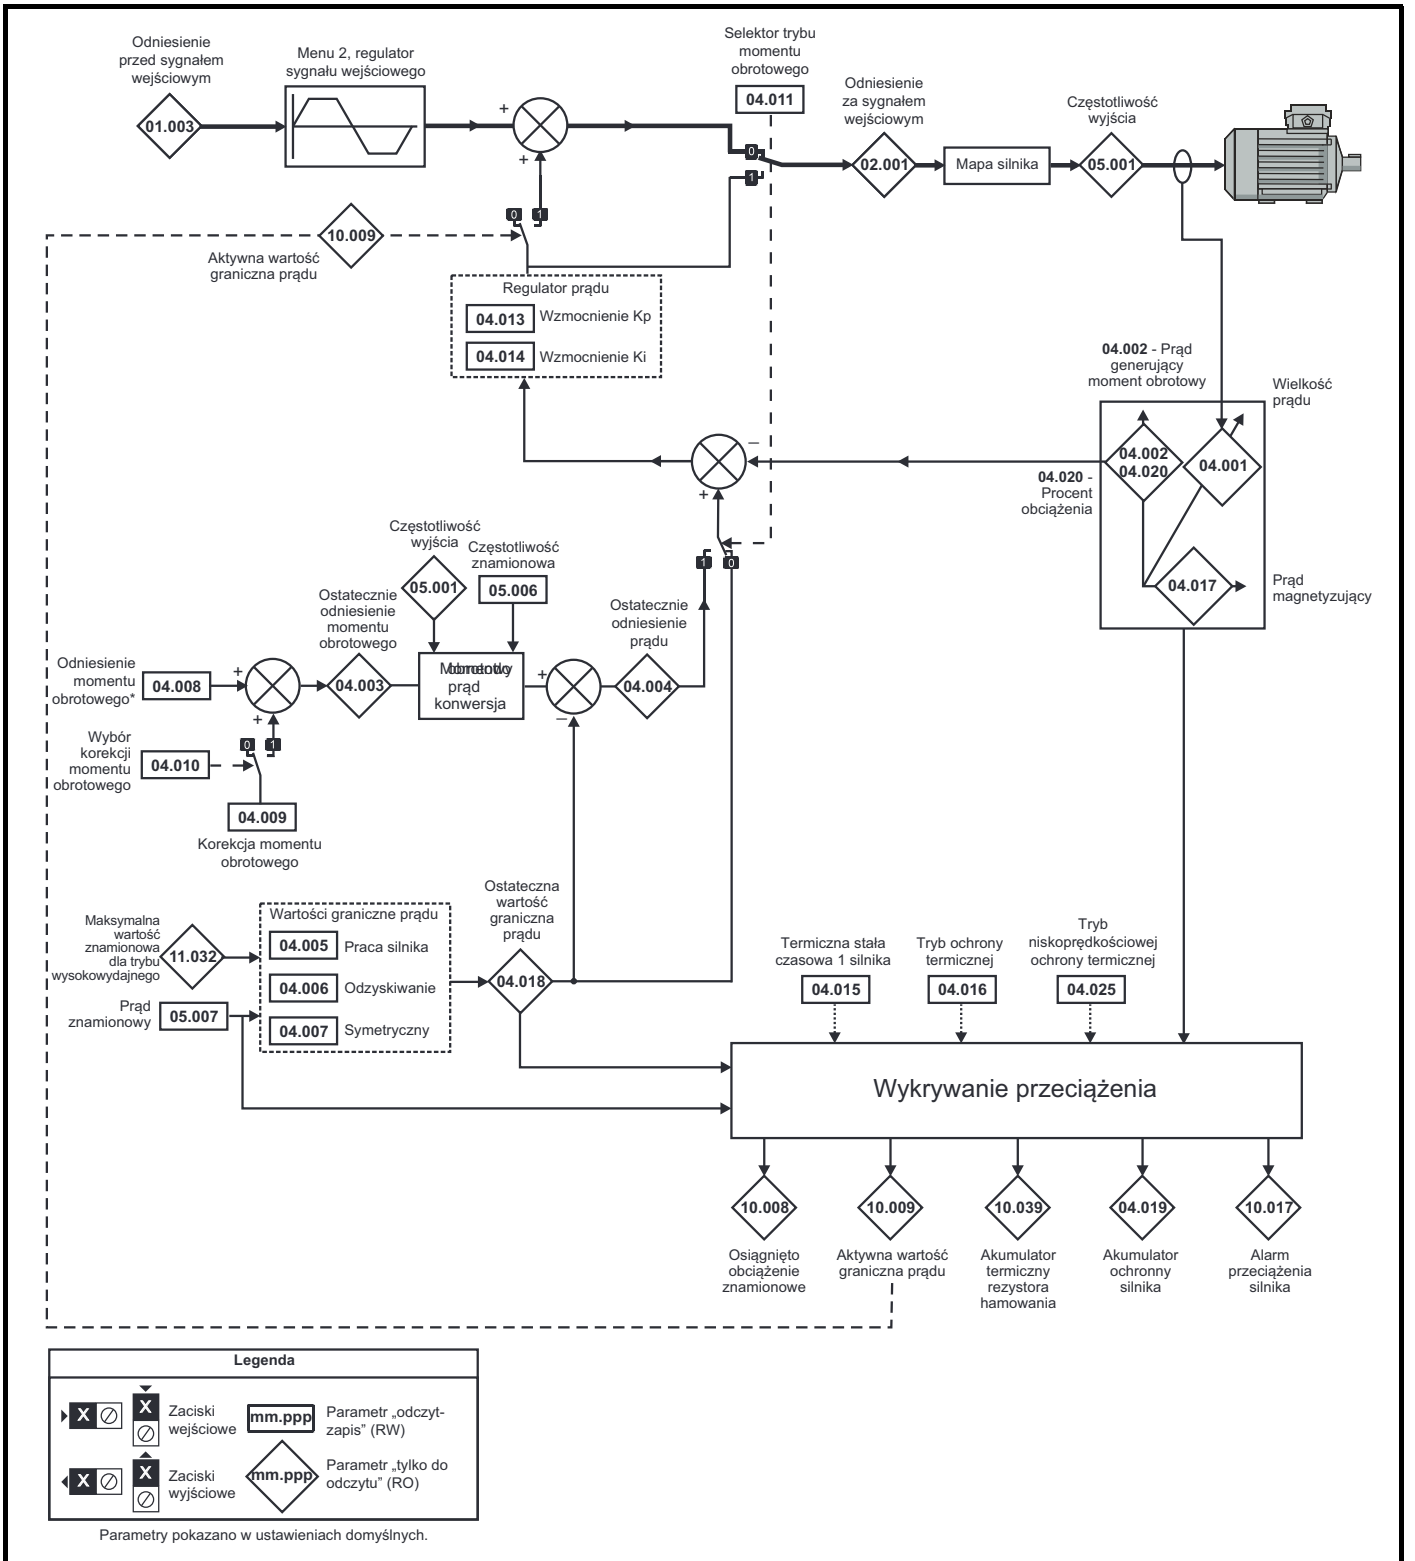 Odniesienie
przed sygnałem
wejściowym
01.003
Menu 2, regulator
sygnału wejściowego
+
+
Selektor trybu
momentu
obrotowego
04.011
0
1
Odniesienie
za sygnałem
wejściowym
02.001
Mapa silnika
Częstotliwość
wyjścia
05.001
0
1
10.009
Aktywna wartość
graniczna prądu
Regulator prądu
04.013
Wzmocnienie Kp
04.014
Wzmocnienie Ki
04.002 - Prąd
generujący
moment obrotowy
Wielkość
prądu
04.002
04.020
04.001
04.020 -
Procent
obciążenia
04.017
Prąd
magnetyzujący
–
+
1
0
Częstotliwość
wyjścia
05.001
Częstotliwość
znamionowa
05.006
Ostatecznie
odniesienie
momentu
obrotowego
04.003
Ostatecznie
odniesienie
prądu
04.004
Odniesienie
momentu
obrotowego*
04.008
+
+
prąd
konwersja
+
–
Wybór
korekcji
momentu
obrotowego
04.010
0
1
04.009
Korekcja momentu
obrotowego
Maksymalna
wartość
znamionowa
dla trybu
wysokowydajnego
11.032
Prąd
znamionowy
05.007
Wartości graniczne prądu
04.005
Praca silnika
04.006
Odzyskiwanie
04.007
Symetryczny
Ostateczna
wartość
graniczna
prądu
04.018
Termiczna stała
czasowa 1 silnika
04.015
Tryb ochrony
termicznej
04.016
Tryb
niskoprędkościowej
ochrony termicznej
04.025
Wykrywanie przeciążenia
10.008
Osiągnięto
obciążenie
znamionowe
10.009
Aktywna wartość
graniczna prądu
10.039
Akumulator
termiczny
rezystora
hamowania
04.019
Akumulator
ochronny
silnika
10.017
Alarm
przeciążenia
silnika
Legenda
X
X
Zaciski
wejściowe
mm.ppp
Parametr „odczyt-
zapis” (RW)
X
X
Zaciski
wyjściowe
mm.ppp
Parametr „tylko do
odczytu” (RO)
Parametry pokazano w ustawieniach domyślnych.